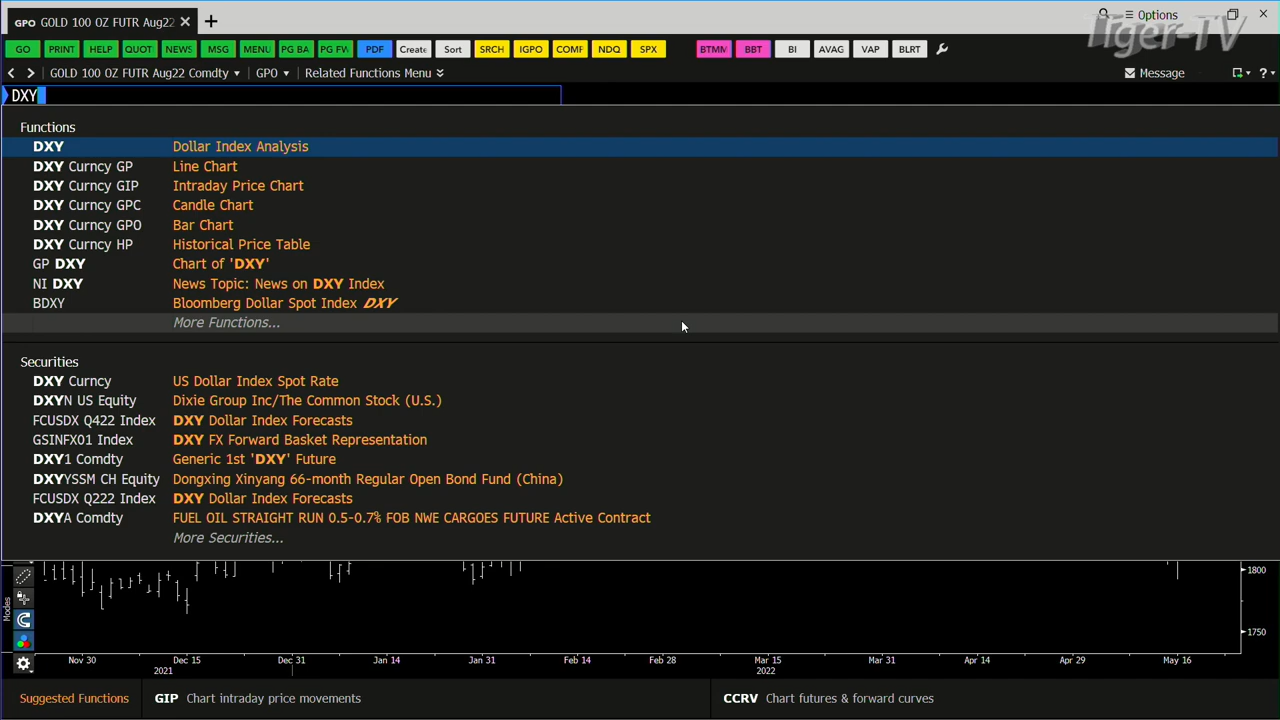 GPO GOLD 100 OZ FUTR Aug22
Options
Tiger-TV
GO PRINT HELP QUOT NEWS MSG MENU PG BA PG FW PDF Create Sort SRCH IGPO COMF NDQ SPX BTMM BBT BI AVAG VAP BLRT
GOLD 100 OZ FUTR Aug22 Comdty GPO Related Functions Menu Message ?
DXY
Functions
DXY Dollar Index Analysis
DXY Curncy GP Line Chart
DXY Curncy GIP Intraday Price Chart
DXY Curncy GPC Candle Chart
DXY Curncy GPO Bar Chart
DXY Curncy HP Historical Price Table
GP DXY Chart of 'DXY'
NI DXY News Topic: News on DXY Index
BDXY Bloomberg Dollar Spot Index DXY
More Functions...
Securities
DXY Curncy US Dollar Index Spot Rate
DXYN US Equity Dixie Group Inc/The Common Stock (U.S.)
FCUSDX Q422 Index DXY Dollar Index Forecasts
GSINFX01 Index DXY FX Forward Basket Representation
DXY1 Comdty Generic 1st 'DXY' Future
DXYYSSM CH Equity Dongxing Xinyang 66-month Regular Open Bond Fund (China)
FCUSDX Q222 Index DXY Dollar Index Forecasts
DXYA Comdty FUEL OIL STRAIGHT RUN 0.5-0.7% FOB NWE CARGOES FUTURE Active Contract
More Securities...
1800
Modes
1750
Nov 30 Dec 15 Dec 31 Jan 14 Jan 31 Feb 14 Feb 28 Mar 15 Mar 31 Apr 14 Apr 29 May 16
2021 2022
Suggested Functions GIP Chart intraday price movements CCRV Chart futures & forward curves